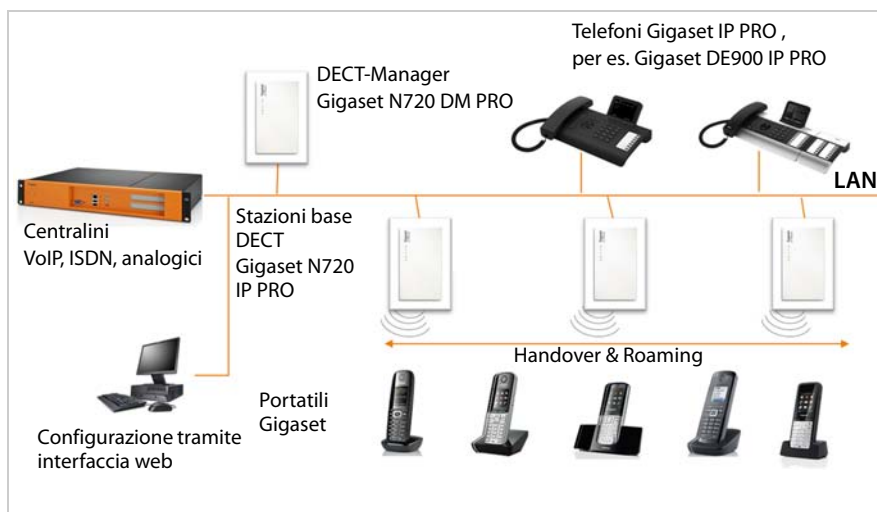 Telefoni Gigaset IP PRO ,
per es. Gigaset DE900 IP PRO
DECT-Manager
Gigaset N720 DM PRO
LAN
Centralini
VoIP, ISDN, analogici
Stazioni base
DECT
Gigaset N720
IP PRO
Handover & Roaming
Configurazione tramite
interfaccia web
Portatili
Gigaset